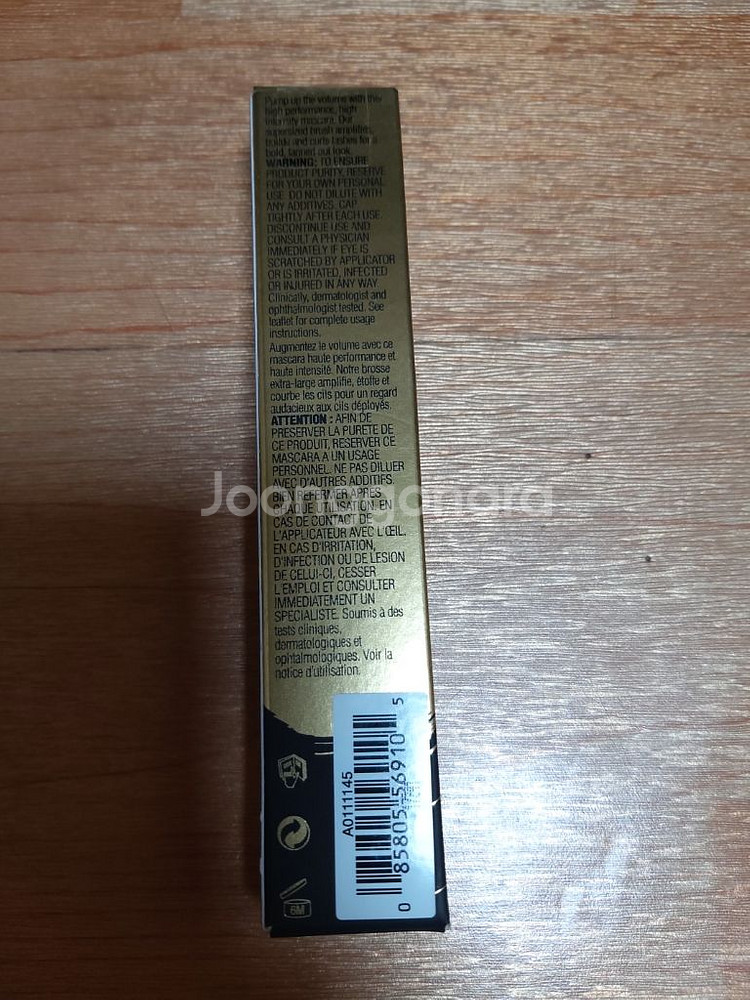 Pump up the volume with this
high performance, high
intensity mascara. Our
supersized brush amplifies,
builds and curls lashes for a
bold, fanned out look.
WARNING: TO ENSURE
PRODUCT PURITY, RESERVE
FOR YOUR OWN PERSONAL
USE. DO NOT DILUTE WITH
ANY ADDITIVES. CAP
TIGHTLY AFTER EACH USE.
DISCONTINUE USE AND
CONSULT A PHYSICIAN
IMMEDIATELY IF EYE IS
SCRATCHED BY APPLICATOR
OR IS IRRITATED, INFECTED
OR INJURED IN ANY WAY
Clinically, dermatologist and
ophthalmologist tested. See
leaflet for complete usage
instructions.
Augmentez le volume avec ce
mascara haute performance et
haute intensité. Notre brosse
extra-large amplifie, étoffe et
courbe les cils pour un regard
audacieux aux cils déployés.
ATTENTION : AFIN DE
PRESERVER LA PURETE DE
CE PRODUIT, RESERVER CE
MASCARA A UN USAGE
PERSONNEL. NE PAS DILUER
AVEC D'AUTRES ADDITIFS.
BIEN REFERMER APRES
CHAQUE UTILISATION. EN
CAS DE CONTACT DE
L'APPLICATEUR AVEC L'ŒIL.
EN CAS D'IRRITATION,
D'INFECTION OU DE LESION
DE CELUI-CI, CESSER
L'EMPLOI ET CONSULTER
IMMEDIATEMENT UN
SPECIALISTE. Soumis à des
tests cliniques,
dermatologiques et
ophtalmologiques. Voir la
notice d'utilisation.
Joonggonara
A0111145
0 85805 56910 5
6M